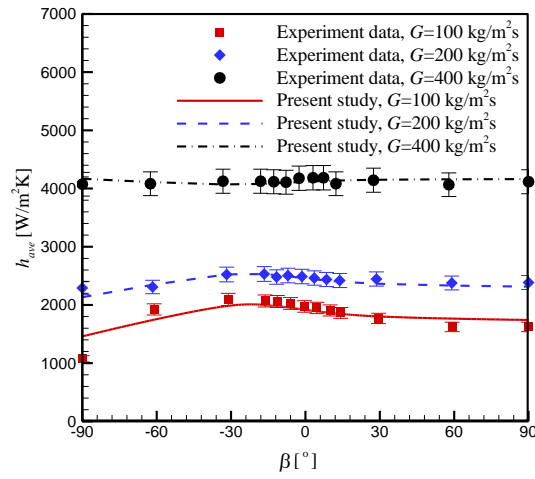 8000
7000
6000
5000
4000
3000
2000
1000
0
h_ave [W/m²K]
Experiment data, G=100 kg/m²s
Experiment data, G=200 kg/m²s
Experiment data, G=400 kg/m²s
Present study, G=100 kg/m²s
Present study, G=200 kg/m²s
Present study, G=400 kg/m²s
-90 -60 -30 0 30 60 90
β [°]